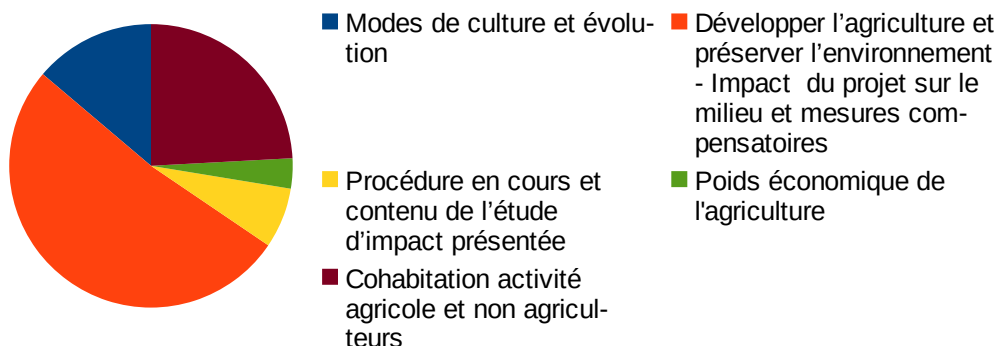 Modes de culture et évolu-
tion
Développer l’agriculture et
préserver l’environnement
- Impact  du projet sur le
milieu et mesures com-
pensatoires
Procédure en cours et
contenu de l’étude
d’impact présentée
Poids économique de
l'agriculture
Cohabitation activité
agricole et non agricul-
teurs